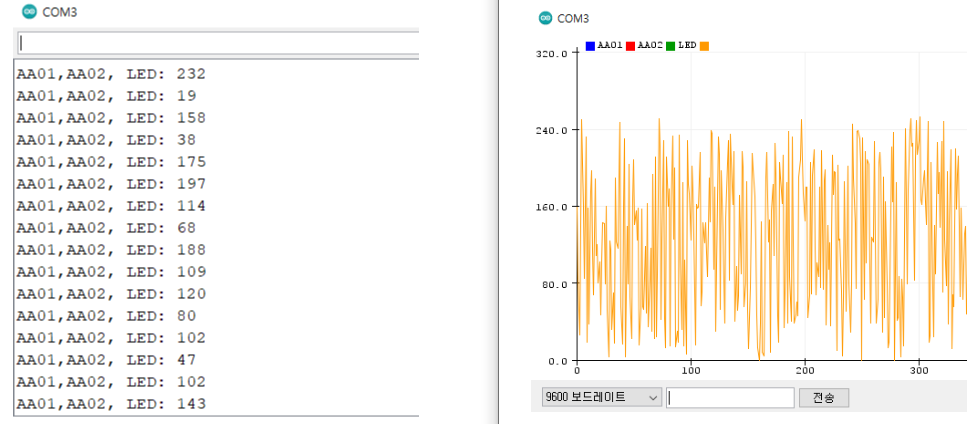 COM3
AA01,AA02, LED: 232
AA01,AA02, LED: 19
AA01,AA02, LED: 158
AA01,AA02, LED: 38
AA01,AA02, LED: 175
AA01,AA02, LED: 197
AA01,AA02, LED: 114
AA01,AA02, LED: 68
AA01,AA02, LED: 188
AA01,AA02, LED: 109
AA01,AA02, LED: 120
AA01,AA02, LED: 80
AA01,AA02, LED: 102
AA01,AA02, LED: 47
AA01,AA02, LED: 102
AA01,AA02, LED: 143
COM3
AA01 AA02 LED
320.0
240.0
160.0
80.0
0.0
0 100 200 300
9600 보드레이트 전송